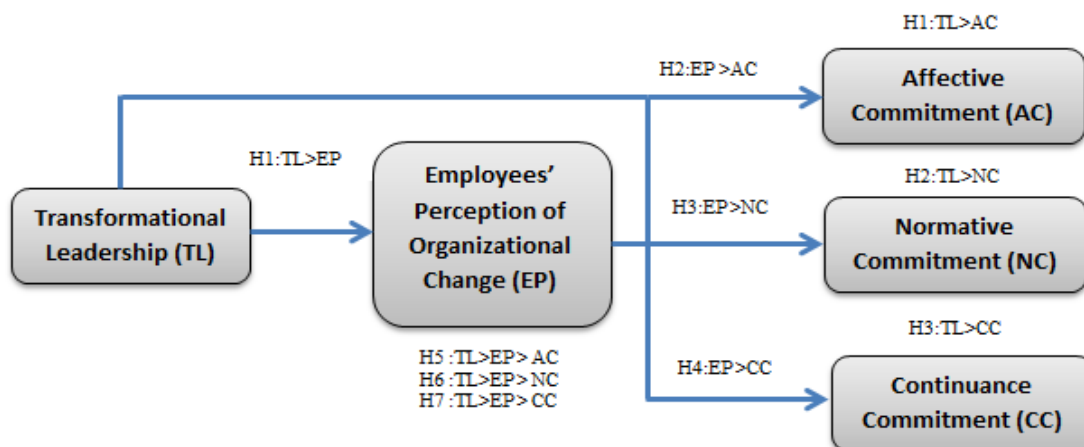 H1:TL>AC
H2:EP>AC
Affective
Commitment (AC)
H1:TL>EP
Employees’
Perception of
Organizational
Change (EP)
Transformational
Leadership (TL)
H2:TL>NC
H3:EP>NC
Normative
Commitment (NC)
H3:TL>CC
H5 :TL>EP> AC
H6 :TL>EP> NC
H7 :TL>EP> CC
H4:EP>CC
Continuance
Commitment (CC)